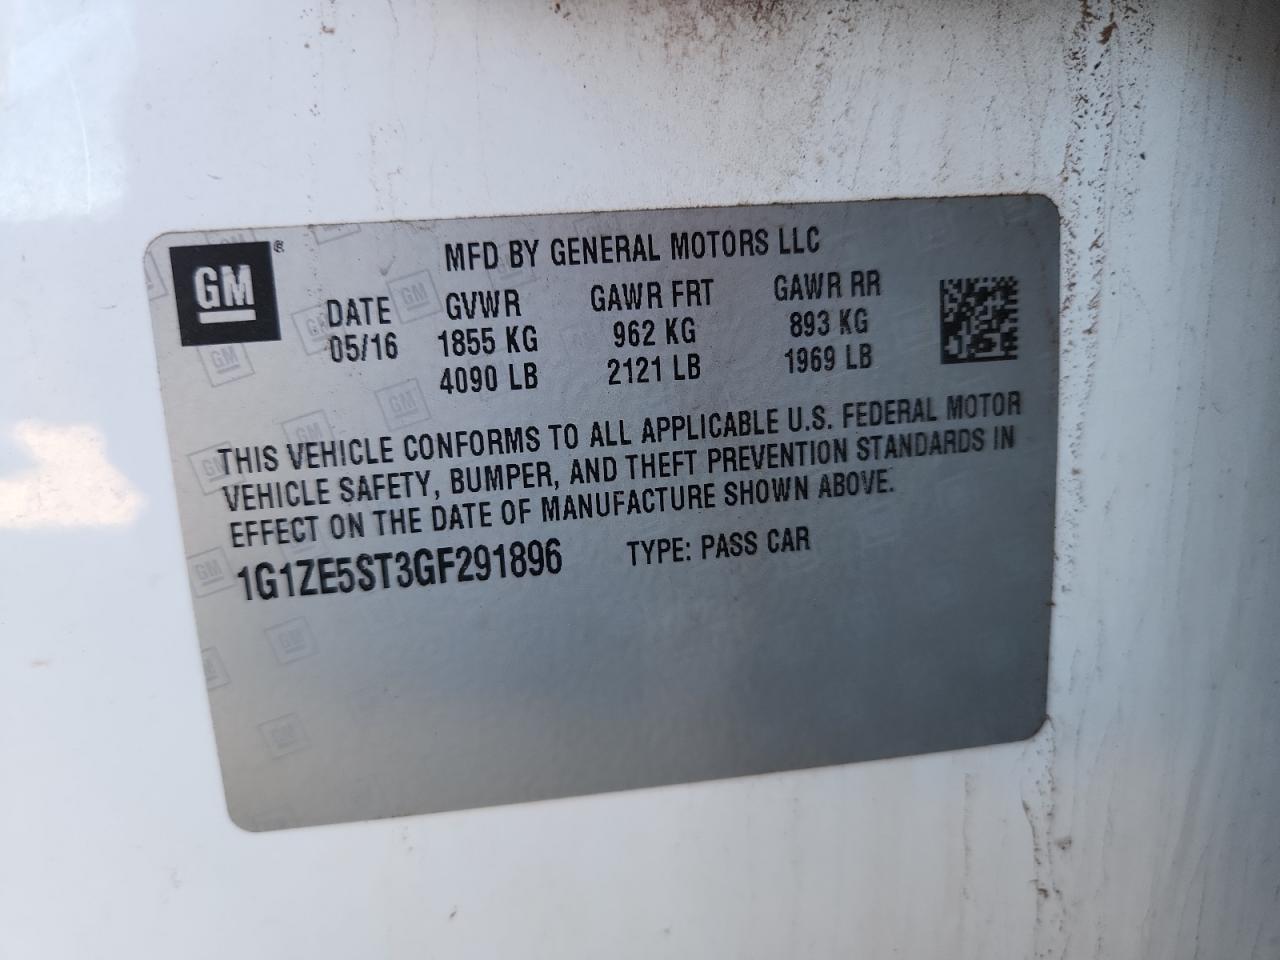 GM ®
MFD BY GENERAL MOTORS LLC
DATE GVWR GAWR FRT GAWR RR
05/16 1855 KG 962 KG 893 KG
4090 LB 2121 LB 1969 LB
THIS VEHICLE CONFORMS TO ALL APPLICABLE U.S. FEDERAL MOTOR
VEHICLE SAFETY, BUMPER, AND THEFT PREVENTION STANDARDS IN
EFFECT ON THE DATE OF MANUFACTURE SHOWN ABOVE.
1G1ZE5ST3GF291896 TYPE: PASS CAR